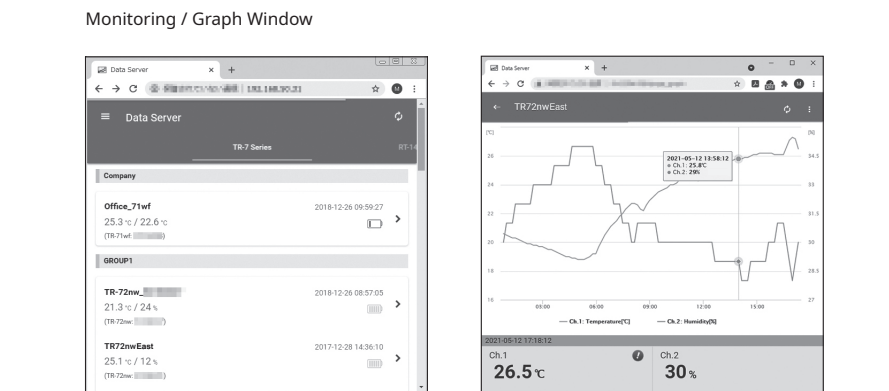 Monitoring / Graph Window
Data Server
Data Server
TR-7 Series
RT-14
Company
Office_71wf
2018-12-26 09:59:27
25.3 ℃ / 22.6 ℃
(TR-71wf: )
GROUP1
TR-72nw_
2018-12-26 08:57:05
21.3 ℃ / 24 %
(TR-72nw: )
TR72nwEast
2017-12-28 14:36:10
25.1 ℃ / 12 %
(TR-72nw: )
Data Server
M
TR72nwEast
[℃]
[%]
2021-05-12 13:58:12
Ch.1: 25.8℃
Ch.2: 29%
26
24
22
20
18
16
34.5
33
31.5
30
28.5
27
03:00
06:00
09:00
12:00
15:00
Ch.1: Temperature[℃]
Ch.2: Humidity[%]
2021-05-12 17:18:12
Ch.1
26.5 ℃
Ch.2
30 %